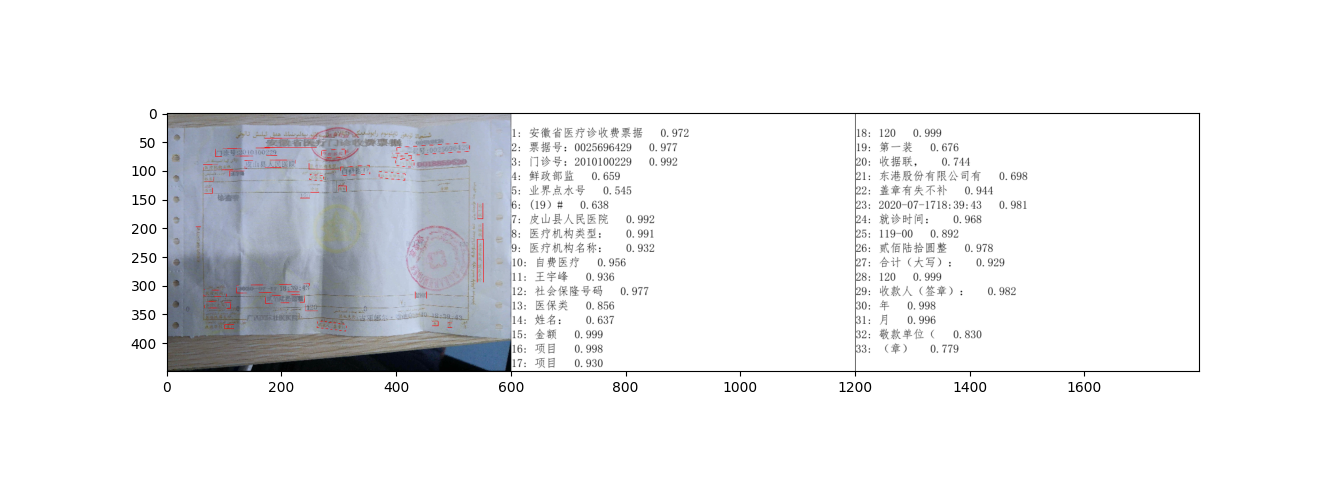 1: 安徽省医疗诊收费票据 0.972
2: 票据号: 0025696429 0.977
3: 门诊号: 2010100229 0.992
4: 鲜政部监 0.659
5: 业界点水号 0.545
6: (19) # 0.638
7: 皮山县人民医院 0.992
8: 医疗机构类型: 0.991
9: 医疗机构名称: 0.932
10: 自费医疗 0.956
11: 王宇峰 0.936
12: 社会保隆号码 0.977
13: 医保类 0.856
14: 姓名: 0.637
15: 金额 0.999
16: 项目 0.998
17: 项目 0.930
18: 120 0.999
19: 第一装 0.676
20: 收据联, 0.744
21: 东港股份有限公司有 0.698
22: 盖章有失不补 0.944
23: 2020-07-1718:39:43 0.981
24: 就诊时间: 0.968
25: 119-00 0.892
26: 贰佰陆拾圆整 0.978
27: 合计（大写）: 0.929
28: 120 0.999
29: 收款人（签章）: 0.982
30: 年 0.998
31: 月 0.996
32: 敬款单位（ 0.830
33: （章） 0.779
0
50
100
150
200
250
300
350
400
0
200
400
600
800
1000
1200
1400
1600